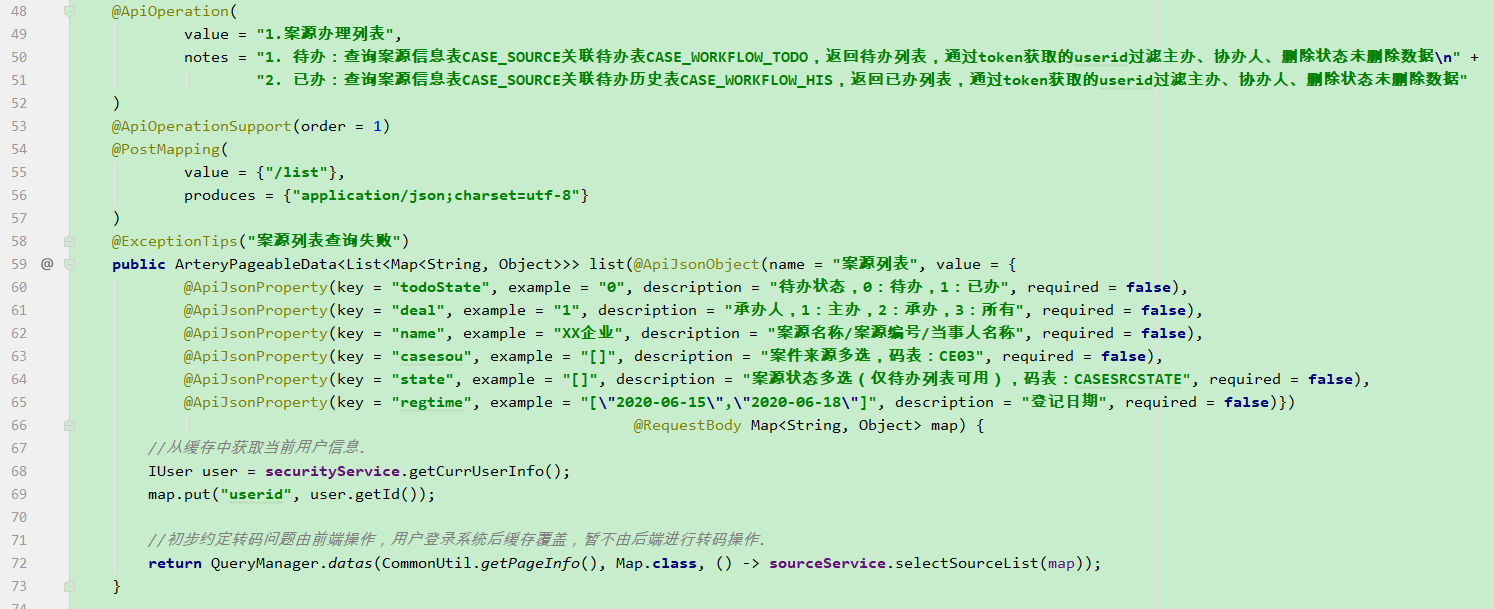 48 @ApiOperation(
49 value = "1.案源办理列表",
50 notes = "1. 待办：查询案源信息表CASE_SOURCE关联待办表CASE_WORKFLOW_TODO，返回待办列表，通过token获取的userid过滤主办、协办人、删除状态未删除数据\n" +
51 "2. 已办：查询案源信息表CASE_SOURCE关联待办历史表CASE_WORKFLOW_HIS，返回已办列表，通过token获取的userid过滤主办、协办人、删除状态未删除数据"
52 )
53 @ApiOperationSupport(order = 1)
54 @PostMapping(
55 value = {"/list"},
56 produces = {"application/json;charset=utf-8"}
57 )
58 @ExceptionTips("案源列表查询失败")
59 @ public ArteryPageableData<List<Map<String, Object>>> list(@ApiJsonObject(name = "案源列表", value = {
60 @ApiJsonProperty(key = "todoState", example = "0", description = "待办状态，0：待办，1：已办", required = false),
61 @ApiJsonProperty(key = "deal", example = "1", description = "承办人，1：主办，2：承办，3：所有", required = false),
62 @ApiJsonProperty(key = "name", example = "XX企业", description = "案源名称/案源编号/当事人名称", required = false),
63 @ApiJsonProperty(key = "casesou", example = "[]", description = "案件来源多选，码表：CE03", required = false),
64 @ApiJsonProperty(key = "state", example = "[]", description = "案源状态多选（仅待办列表可用），码表：CASESRCSTATE", required = false),
65 @ApiJsonProperty(key = "regtime", example = "[\"2020-06-15\",\"2020-06-18\"]", description = "登记日期", required = false)})
66 @RequestBody Map<String, Object> map) {
67 //从缓存中获取当前用户信息.
68 IUser user = securityService.getCurrUserInfo();
69 map.put("userid", user.getId());
70
71 //初步约定转码问题由前端操作，用户登录系统后缓存覆盖，暂不由后端进行转码操作.
72 return QueryManager.datas(CommonUtil.getPageInfo(), Map.class, () -> sourceService.selectSourceList(map));
73 }
74